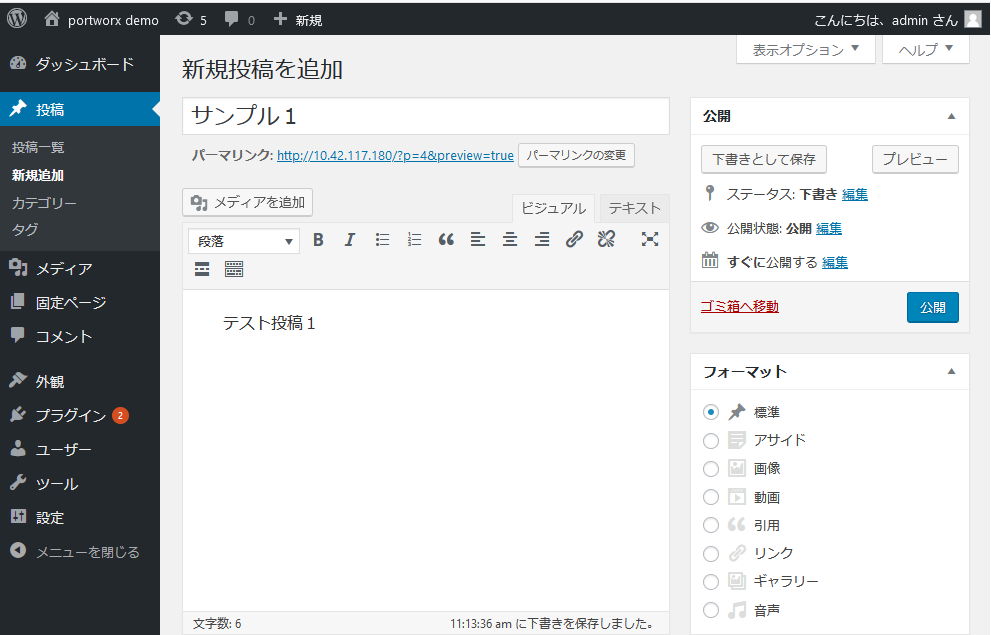 portworx demo 5 0 新規 こんにちは、admin さん
表示オプション ヘルプ
ダッシュボード
投稿
投稿一覧
新規追加
カテゴリー
タグ
メディア
固定ページ
コメント
外観
プラグイン 2
ユーザー
ツール
設定
メニューを閉じる
新規投稿を追加
サンプル１
パーマリンク: http://10.42.117.180/?p=4&preview=true パーマリンクの変更
メディアを追加
ビジュアル テキスト
段落 B I
テスト投稿１
文字数: 6 11:13:36 am に下書きを保存しました。
公開
下書きとして保存 プレビュー
ステータス: 下書き 編集
公開状態: 公開 編集
すぐに公開する 編集
ゴミ箱へ移動 公開
フォーマット
標準
アサイド
画像
動画
引用
リンク
ギャラリー
音声